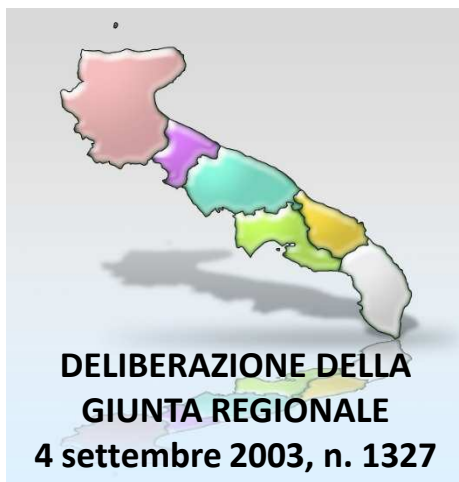 DELIBERAZIONE DELLA
GIUNTA REGIONALE
4 settembre 2003, n. 1327